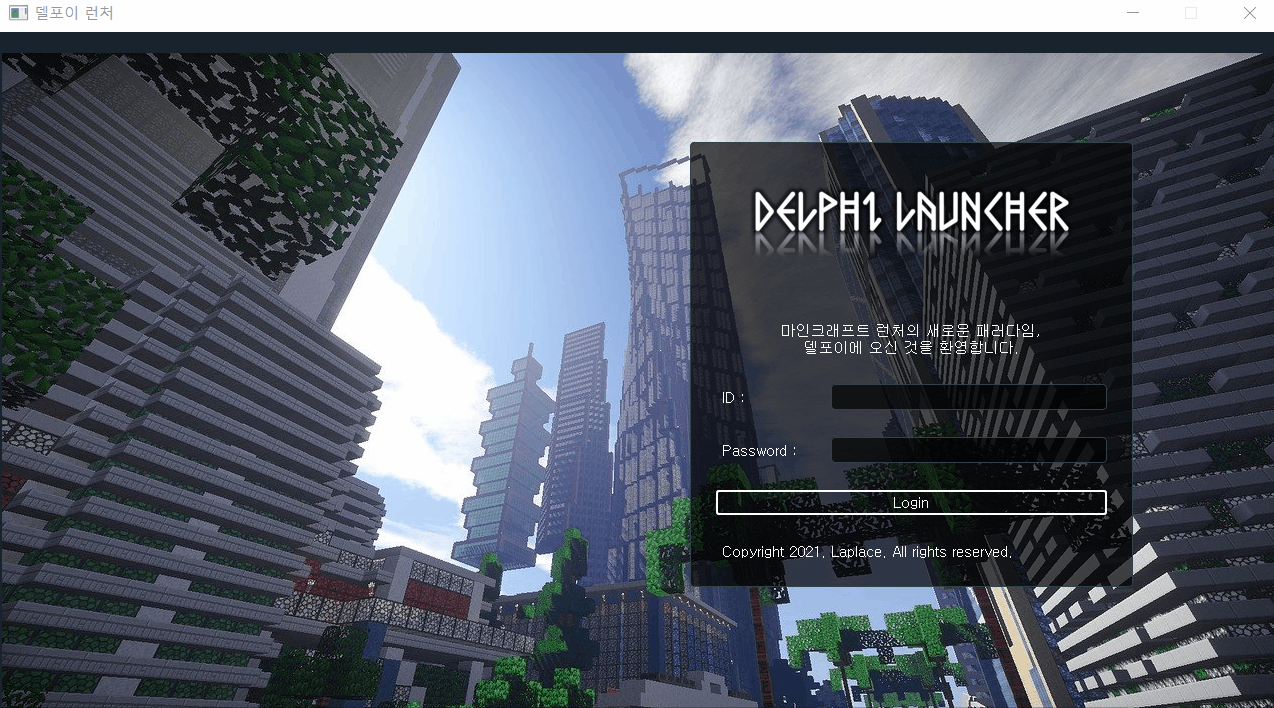 델포이 런처
DELPHI LAUNCHER
마인크래프트 런처의 새로운 패러다임,
델포이에 오신 것을 환영합니다.
ID :
Password :
Login
Copyright 2021. Laplace. All rights reserved.